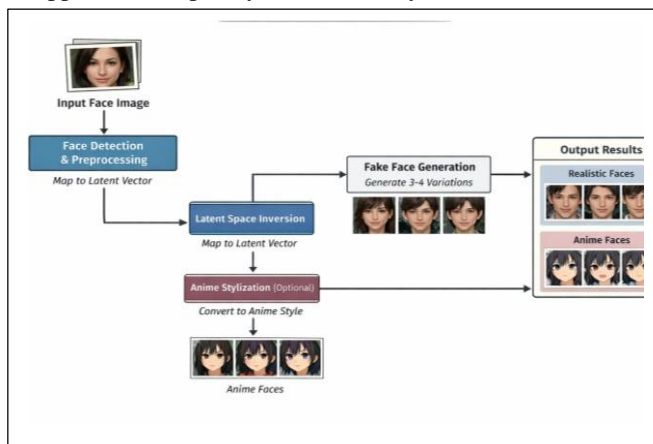 Input Face Image
Face Detection
& Preprocessing
Map to Latent Vector
Latent Space Inversion
Map to Latent Vector
Fake Face Generation
Generate 3-4 Variations
Anime Stylization (Optional)
Convert to Anime Style
Anime Faces
Output Results
Realistic Faces
Anime Faces